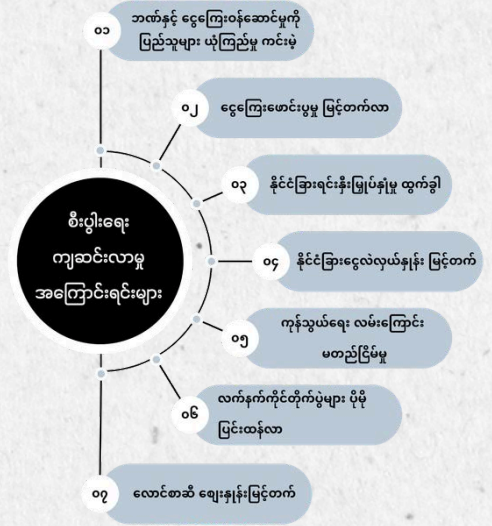 ၀၁
ဘဏ်နှင့် ငွေကြေးဝန်ဆောင်မှုကို
ပြည်သူများ ယုံကြည်မှု ကင်းမဲ့
၀၂
ငွေကြေးဖောင်းပွမှု မြင့်တက်လာ
၀၃
နိုင်ငံခြားရင်းနှီးမြှုပ်နှံမှု ထွက်ခွါ
စီးပွါးရေး
ကျဆင်းလာမှု
အကြောင်းရင်းများ
၀၄
နိုင်ငံခြားငွေလဲလှယ်နှုန်း မြင့်တက်
၀၅
ကုန်သွယ်ရေး လမ်းကြောင်း
မတည်ငြိမ်မှု
၀၆
လက်နက်ကိုင်တိုက်ပွဲများ ပိုမို
ပြင်းထန်လာ
၀၇
လောင်စာဆီ ဈေးနှုန်းမြင့်တက်